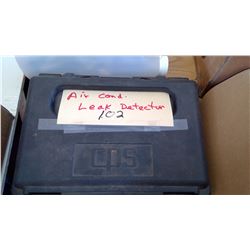 Air Cond.
Leak Detector
102
CPS